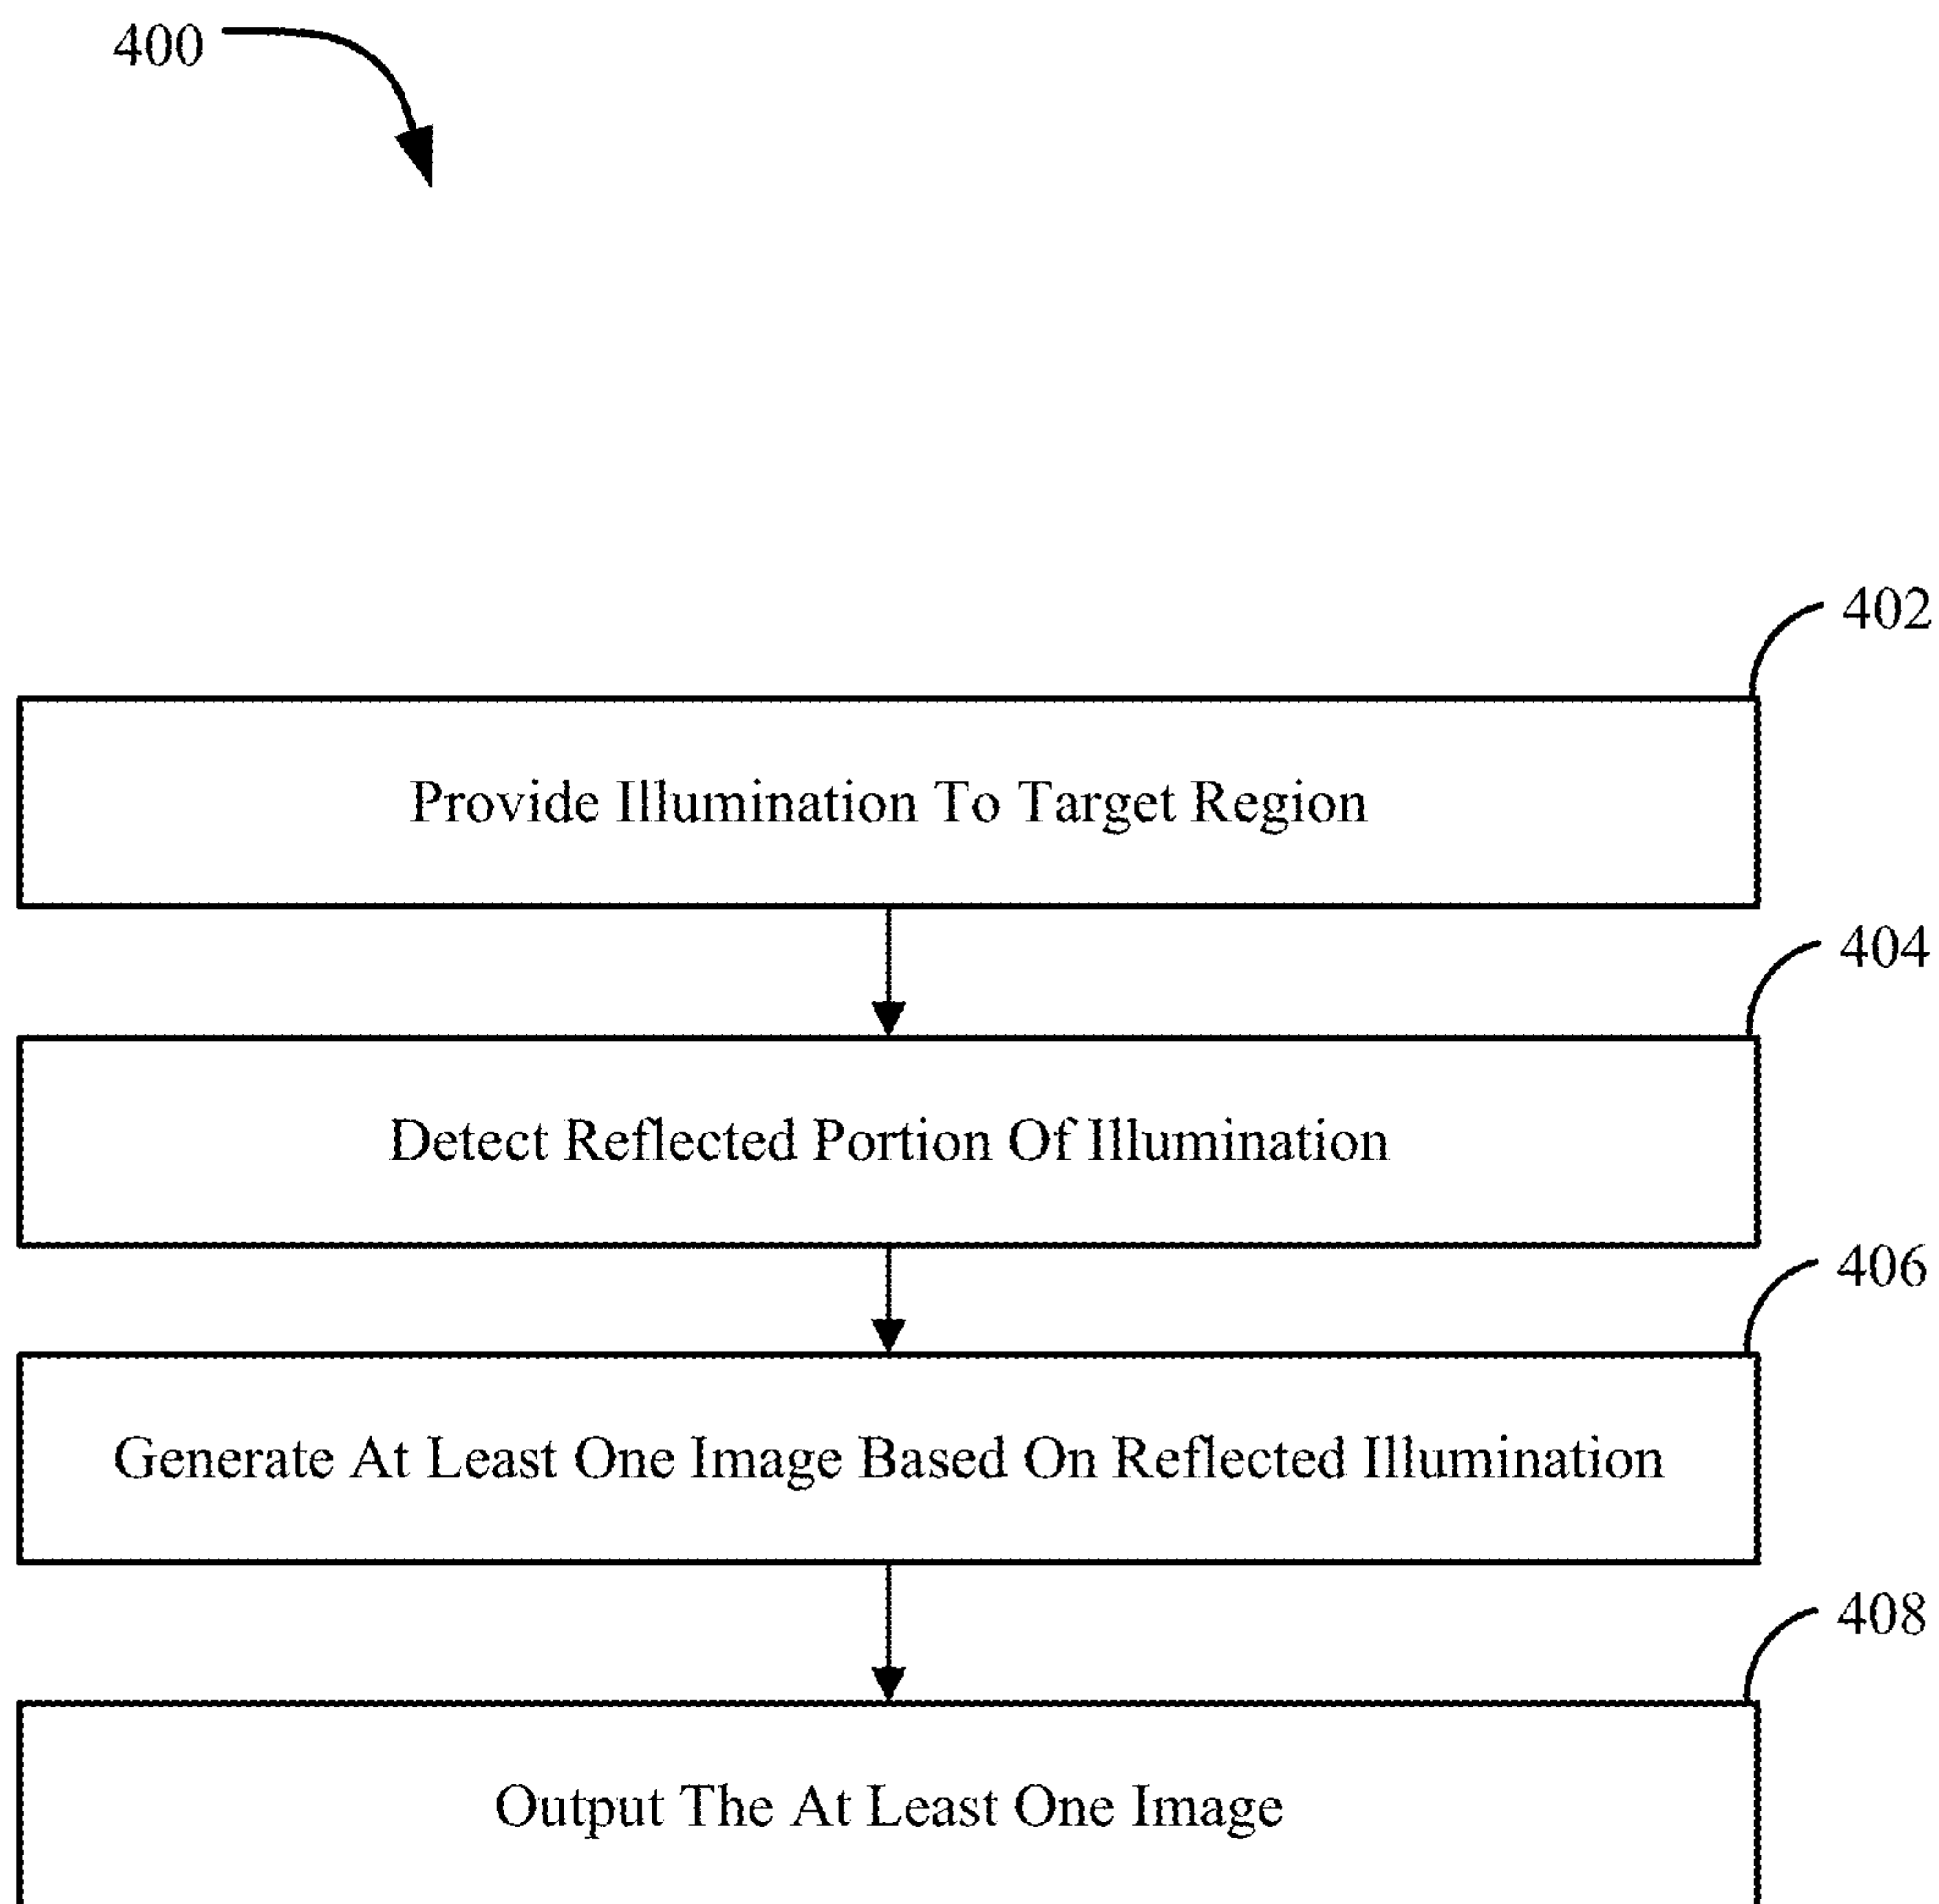 400
402
Provide Illumination To Target Region
404
Detect Reflected Portion Of Illumination
406
Generate At Least One Image Based On Reflected Illumination
408
Output The At Least One Image